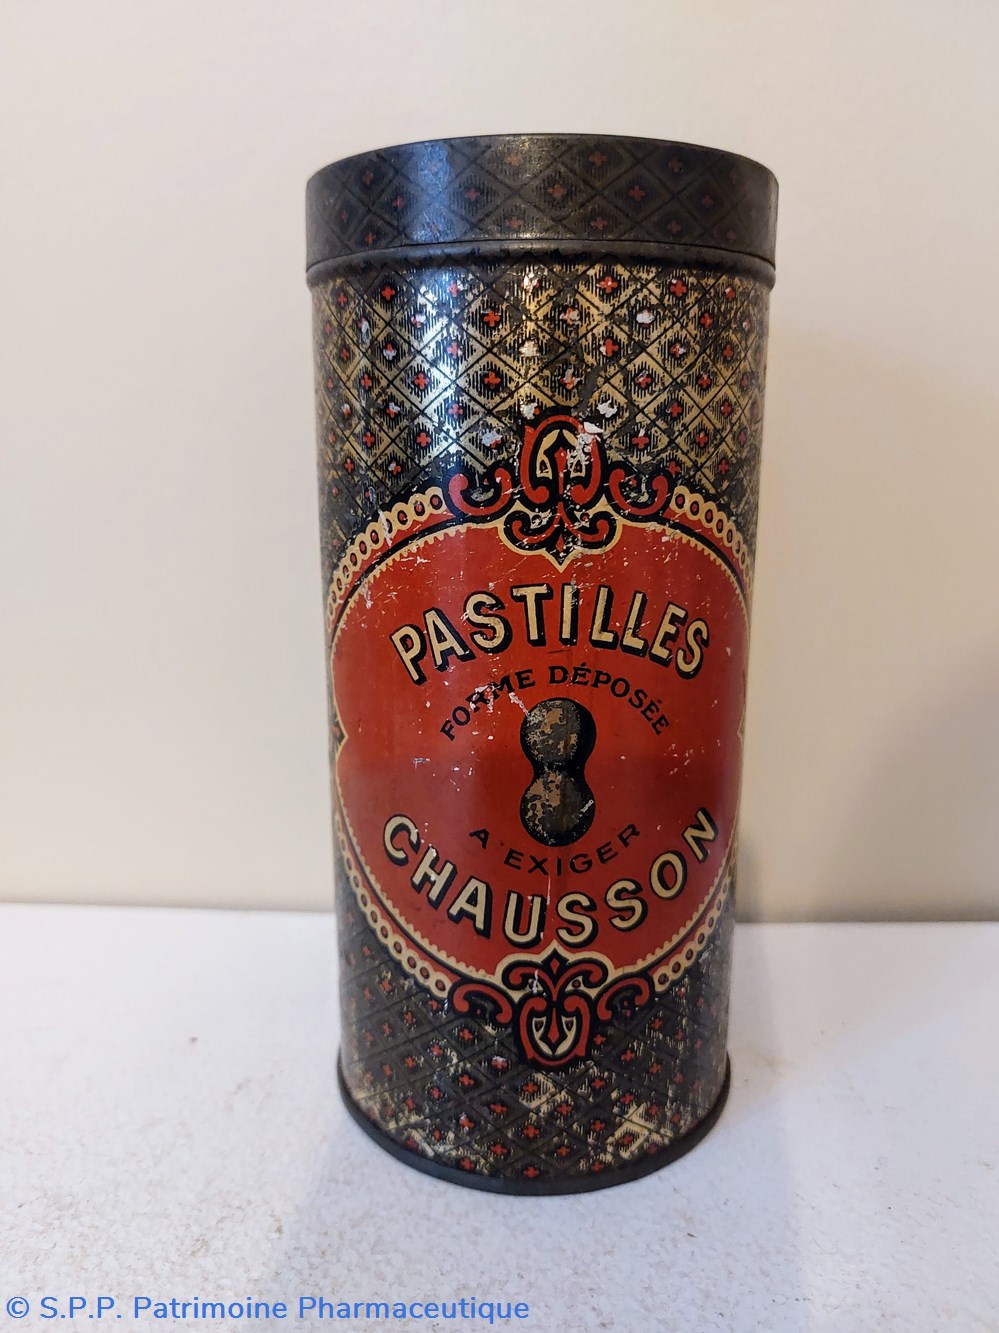 PASTILLES
FORME DÉPOSÉE
A EXIGER
CHAUSSON
© S.P.P. Patrimoine Pharmaceutique